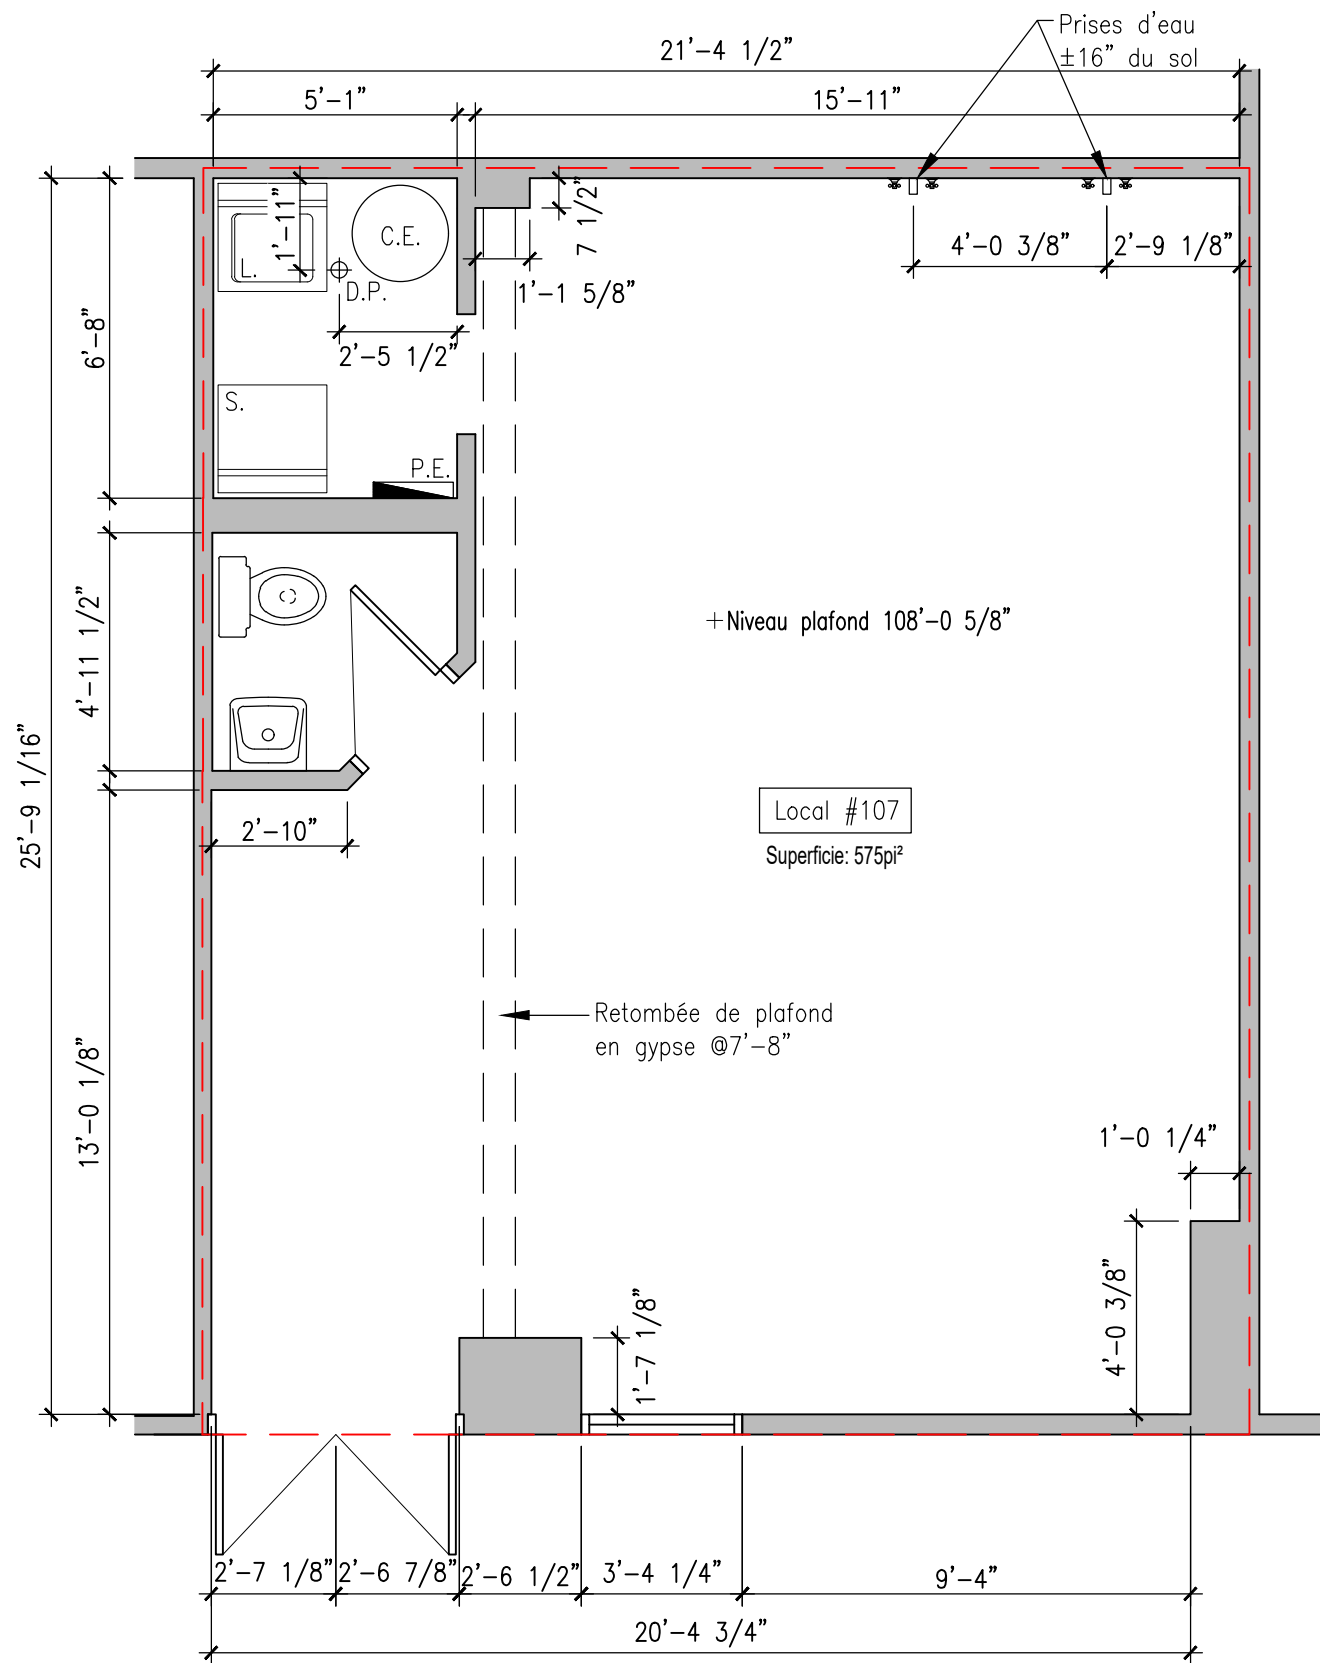 Prises d'eau
±16" du sol
21'-4 1/2"
5'-1"
15'-11"
1'-11"
C.E.
L.
D.P.
7 1/2"
4'-0 3/8"
2'-9 1/8"
1'-1 5/8"
2'-5 1/2"
6'-8"
S.
P.E.
4'-11 1/2"
+Niveau plafond 108'-0 5/8"
25'-9 1/16"
Local #107
Superficie: 575pi²
2'-10"
Retombée de plafond
en gypse @7'-8"
13'-0 1/8"
1'-0 1/4"
4'-0 3/8"
1'-7 1/8"
2'-7 1/8"
2'-6 7/8"
2'-6 1/2"
3'-4 1/4"
9'-4"
20'-4 3/4"